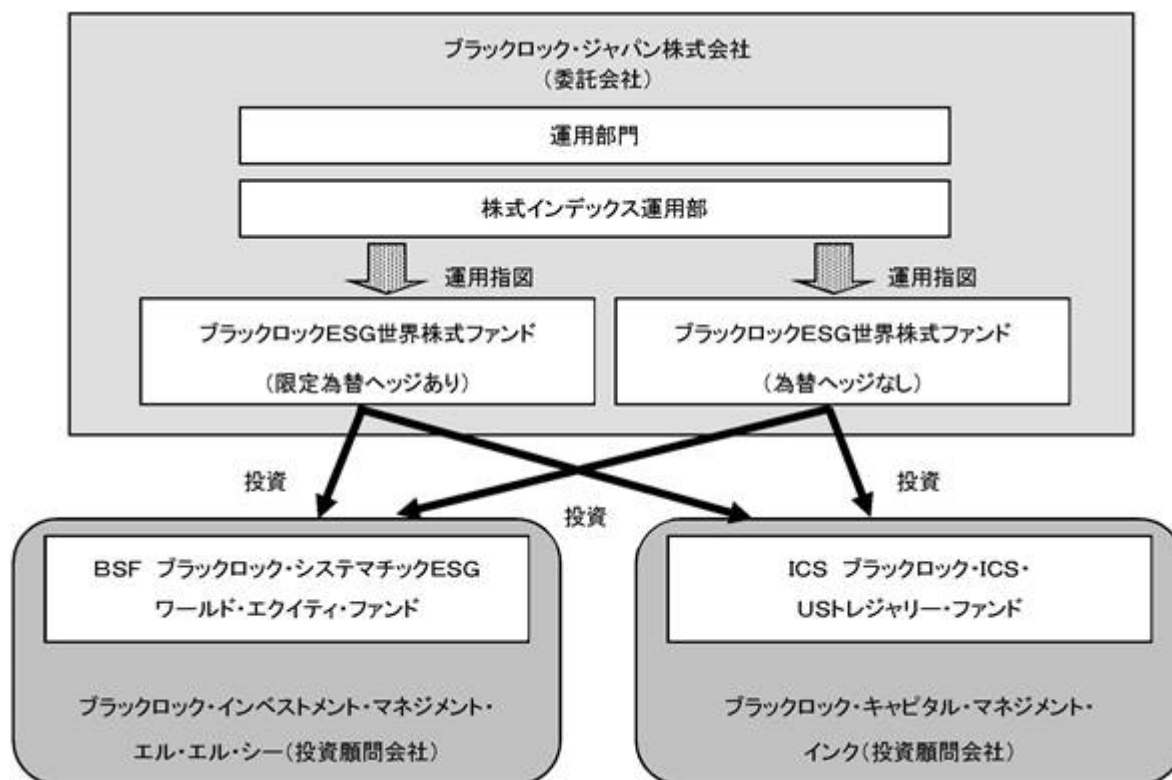 ブラックロック・ジャパン株式会社
(委託会社)
運用部門
株式インデックス運用部
運用指図
運用指図
ブラックロックESG世界株式ファンド
(限定為替ヘッジあり)
ブラックロックESG世界株式ファンド
(為替ヘッジなし)
投資
投資
投資
BSF ブラックロック・システマチックESG
ワールド・エクイティ・ファンド
ICS ブラックロック・ICS・
USトレジャリー・ファンド
ブラックロック・インベストメント・マネジメント・
エル・エル・シー(投資顧問会社)
ブラックロック・キャピタル・マネジメント・
インク(投資顧問会社)